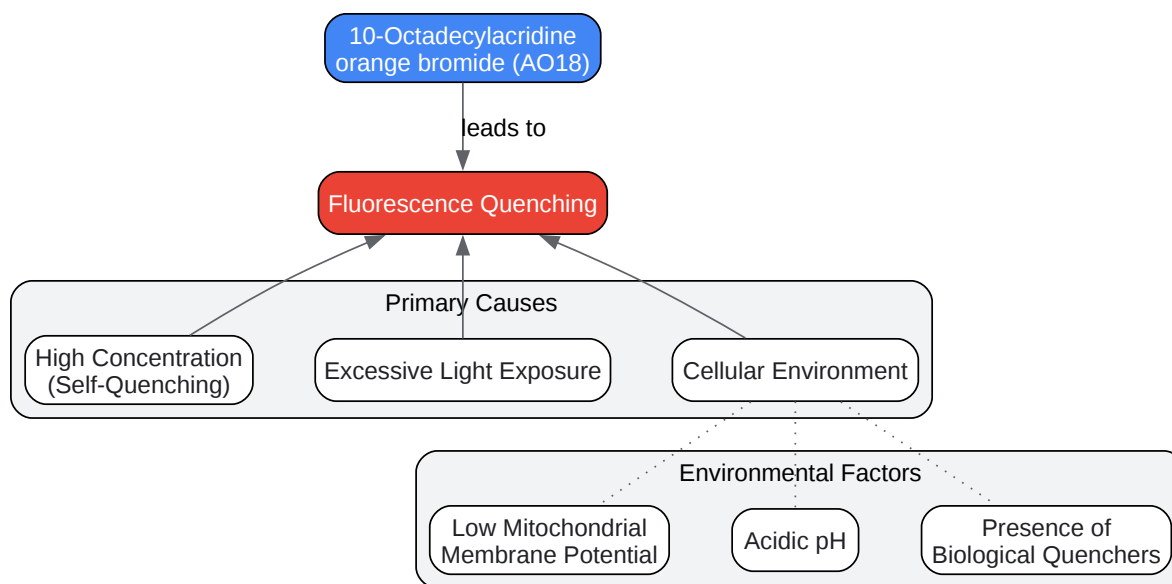 10-Octadecylacridine
orange bromide (AO18)
leads to
Fluorescence Quenching
Primary Causes
High Concentration
(Self-Quenching)
Excessive Light Exposure
Cellular Environment
Environmental Factors
Low Mitochondrial
Membrane Potential
Acidic pH
Presence of
Biological Quenchers